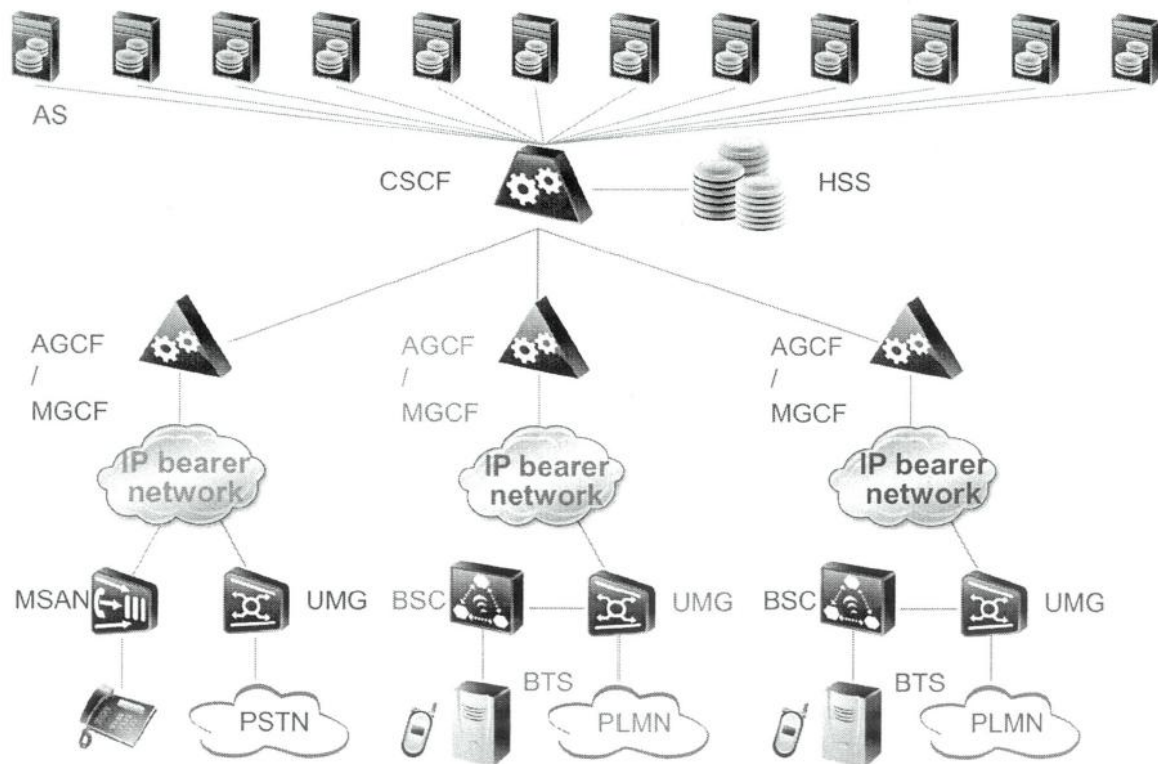 AS
CSCF
HSS
AGCF
/
MGCF
AGCF
/
MGCF
AGCF
/
MGCF
IP bearer
network
IP bearer
network
IP bearer
network
MSAN
UMG
BSC
UMG
BSC
UMG
PSTN
BTS
PLMN
BTS
PLMN